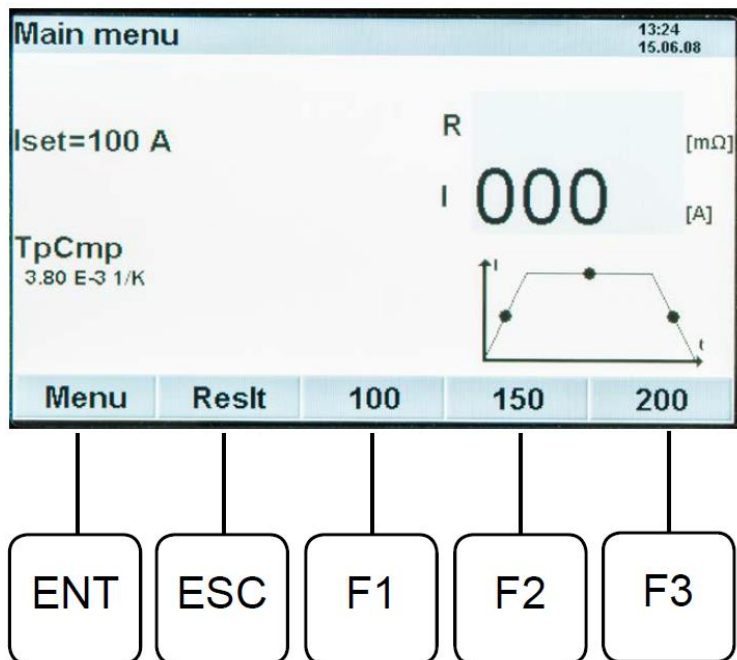 Main menu
13:24
15.06.08
Iset=100 A
R
[mΩ]
I 000 [A]
TpCmp
3.80 E-3 1/K
I
t
Menu Reslt 100 150 200
ENT ESC F1 F2 F3